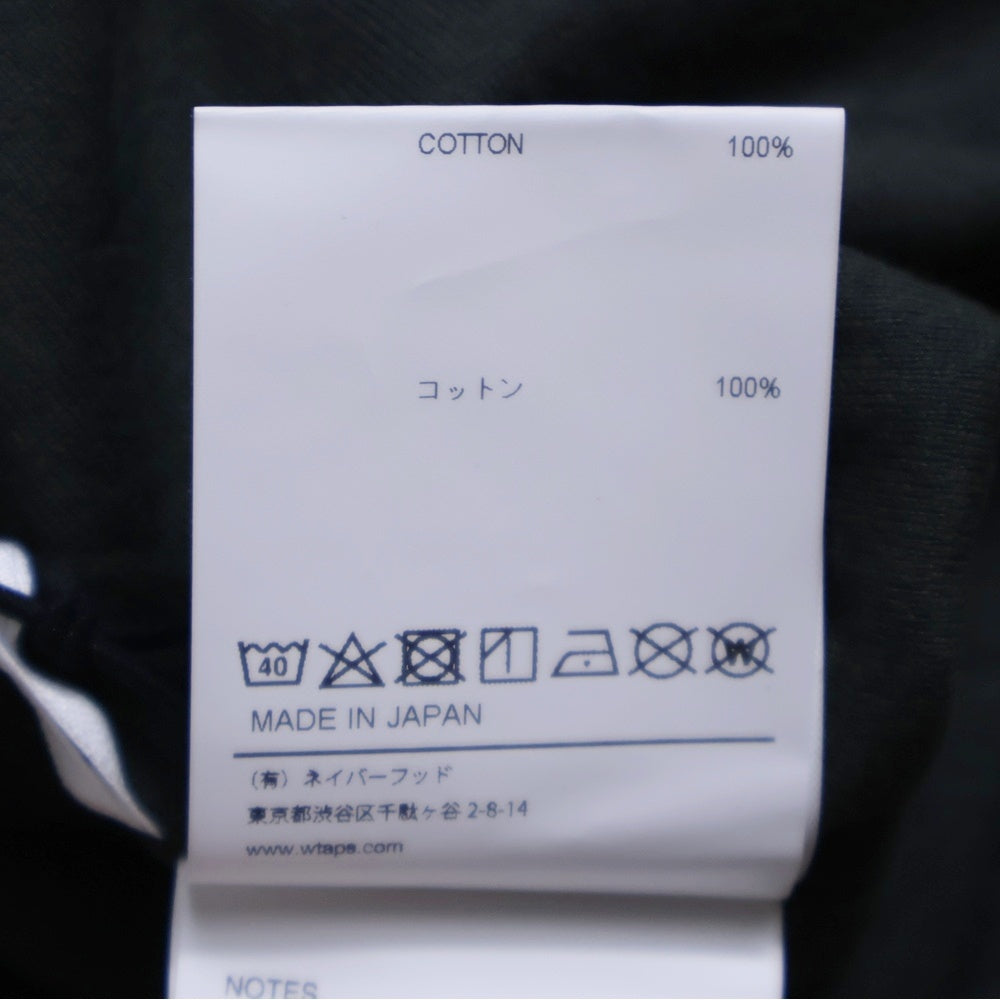 COTTON 100%
コットン 100%
40 W
MADE IN JAPAN
(有) ネイバーフッド
東京都渋谷区千駄ヶ谷 2-8-14
www.wtaps.com
NOTES